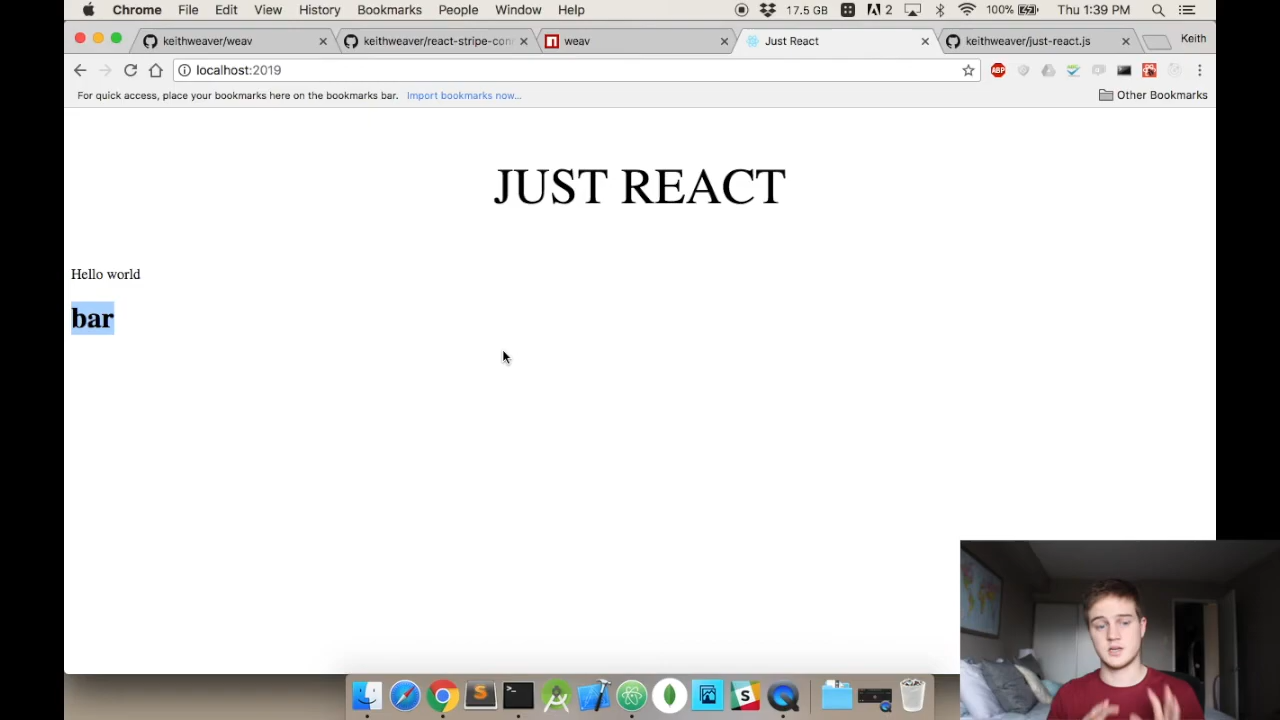 Chrome File Edit View History Bookmarks People Window Help 17.5 GB 2 100% Thu 1:39 PM
keithweaver/weav keithweaver/react-stripe-con weav Just React keithweaver/just-react.js Keith
localhost:2019 ABP
For quick access, place your bookmarks here on the bookmarks bar. Import bookmarks now... Other Bookmarks
JUST REACT
Hello world
bar